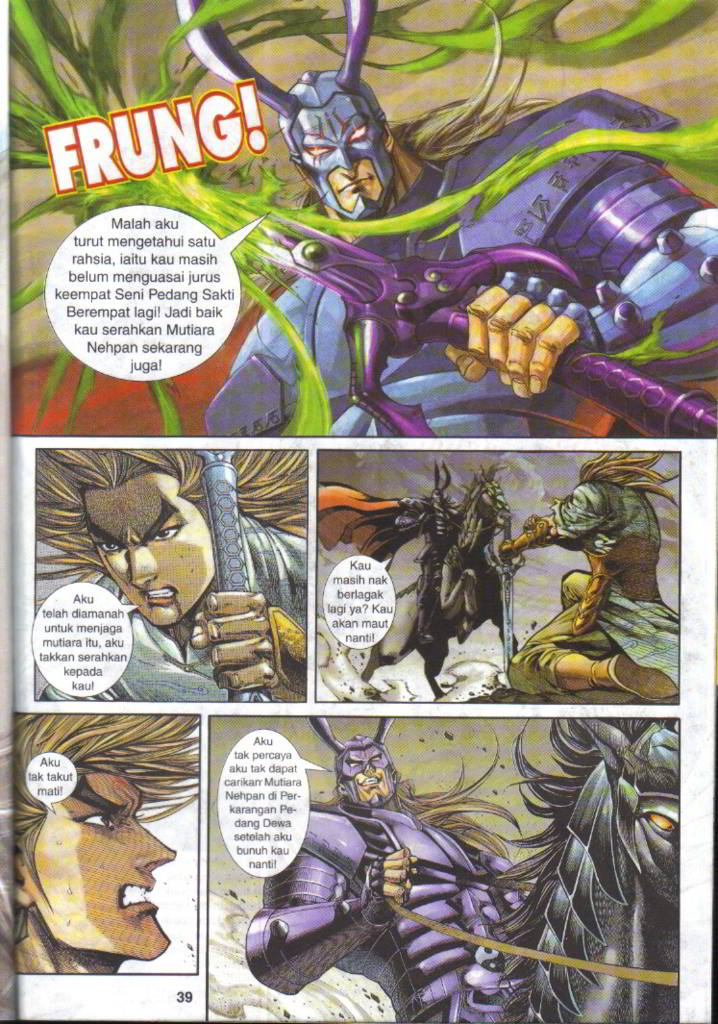 FRUNG!
Malah aku
turut mengetahui satu
rahsia, iaitu kau masih
belum menguasai jurus
keempat Seni Pedang Sakti
Berempat lagi! Jadi baik
kau serahkan Mutiara
Nehpan sekarang
juga!
Aku
telah diamanah
untuk menjaga
mutiara itu, aku
takkan serahkan
kepada
kau!
Kau
masih nak
berlagak
lagi ya? Kau
akan maut
nanti!
Aku
tak takut
mati!
Aku
tak percaya
aku tak dapat
carikan Mutiara
Nehpan di Per-
karangan Pe-
dang Dewa
setelah aku
bunuh kau
nanti!
39